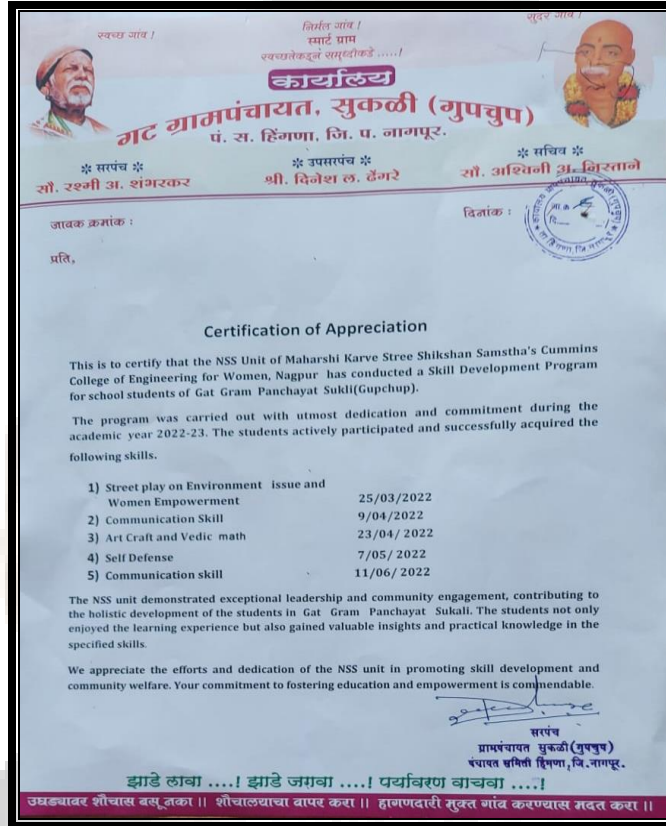 स्वच्छ गांव !
निर्मल गांव !
सुंदर गांव !
स्मार्ट ग्राम
स्वच्छतेकडून समृध्दीकडे .....!
कार्यालय
गट ग्रामपंचायत, सुकळी (गुपचुप)
पं. स. हिंगणा, जि. प. नागपूर.
❊ सरपंच ❊
❊ उपसरपंच ❊
❊ सचिव ❊
सौ. रश्मी अ. शंभरकर
श्री. दिनेश ल. ढेंगरे
सौ. अश्विनी अ. निस्ताने
जावक क्रमांक :
दिनांक :
प्रति,
Certification of Appreciation
This is to certify that the NSS Unit of Maharshi Karve Stree Shikshan Samstha's Cummins
College of Engineering for Women, Nagpur has conducted a Skill Development Program
for school students of Gat Gram Panchayat Sukli(Gupchup).
The program was carried out with utmost dedication and commitment during the
academic year 2022-23. The students actively participated and successfully acquired the
following skills.
1) Street play on Environment issue and
Women Empowerment 25/03/2022
2) Communication Skill 9/04/2022
3) Art Craft and Vedic math 23/04/ 2022
4) Self Defense 7/05/ 2022
5) Communication skill 11/06/ 2022
The NSS unit demonstrated exceptional leadership and community engagement, contributing to
the holistic development of the students in Gat Gram Panchayat Sukali. The students not only
enjoyed the learning experience but also gained valuable insights and practical knowledge in the
specified skills.
We appreciate the efforts and dedication of the NSS unit in promoting skill development and
community welfare. Your commitment to fostering education and empowerment is commendable.
सरपंच
ग्रामपंचायत सुकळी(गुपचुप)
पंचायत समिती हिंगणा,जि.नागपूर.
झाडे लावा ....! झाडे जगवा ....! पर्यावरण वाचवा ....!
उघड्यावर शौचास बसू नका ॥ शौचालयाचा वापर करा ॥ हागणदारी मुक्त गांव करण्यास मदत करा ॥